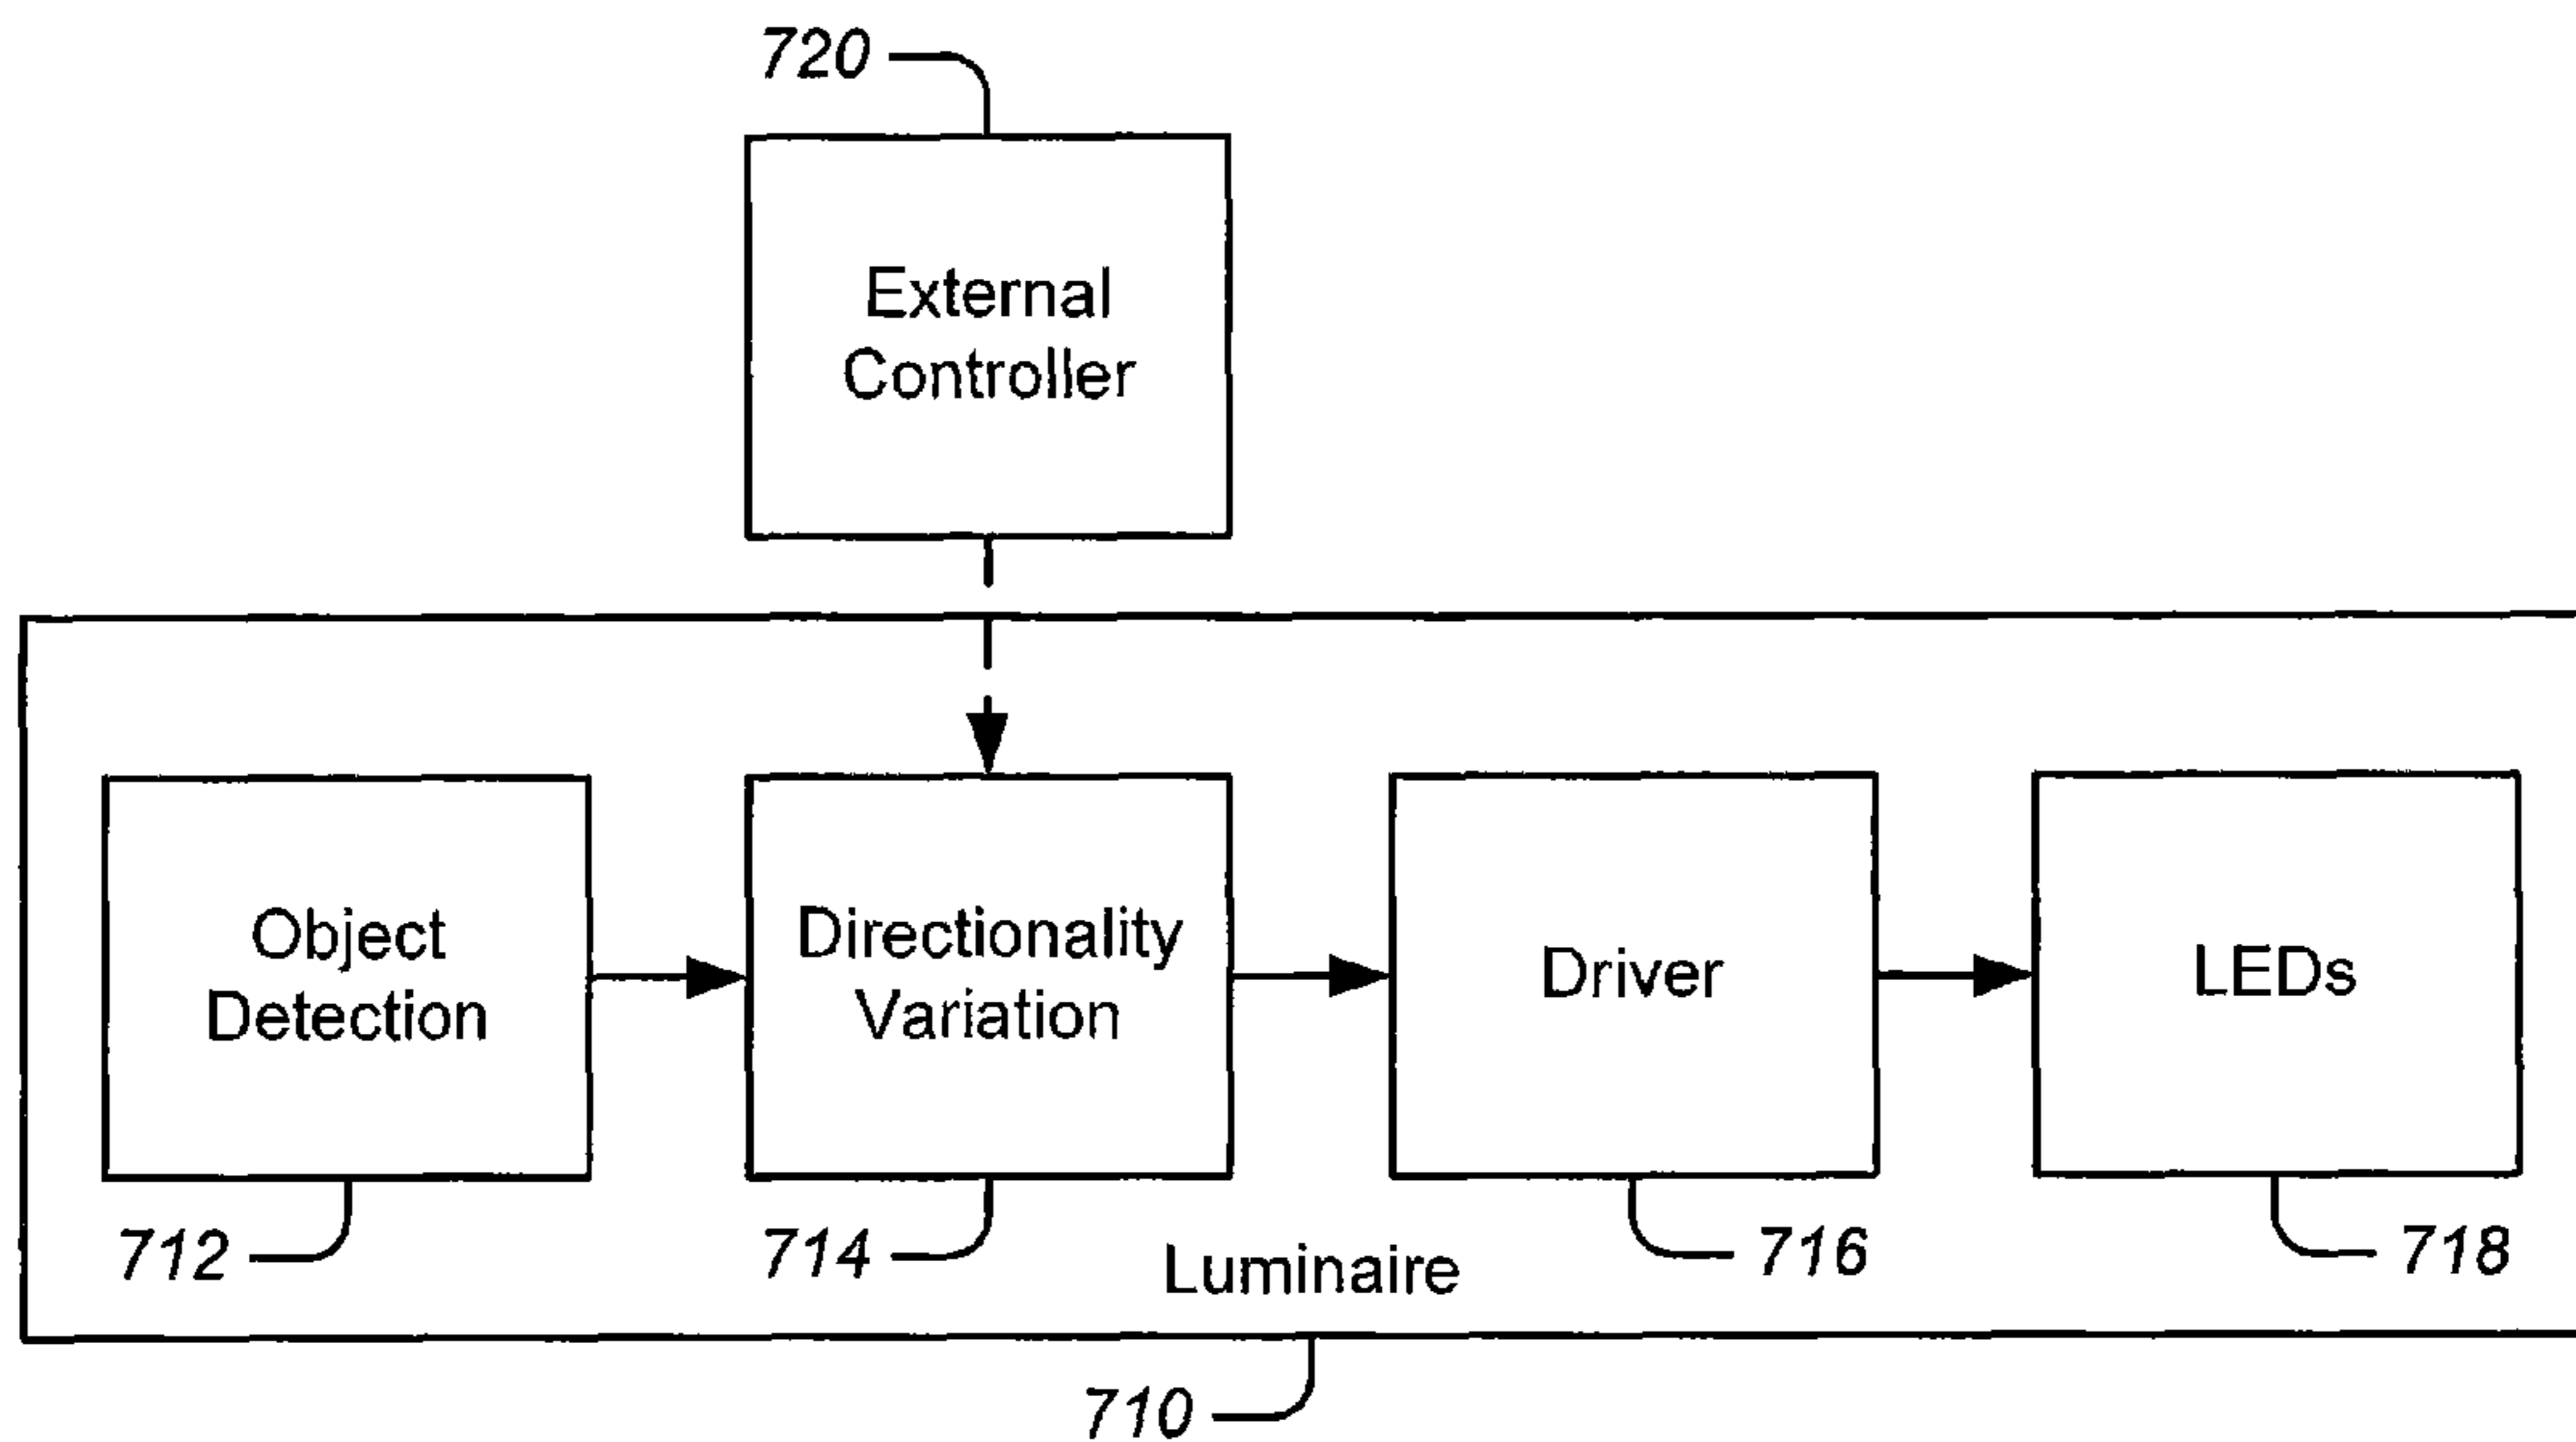 720
External
Controller
Object
Detection
Directionality
Variation
Driver
LEDs
712
714
Luminaire
716
718
710